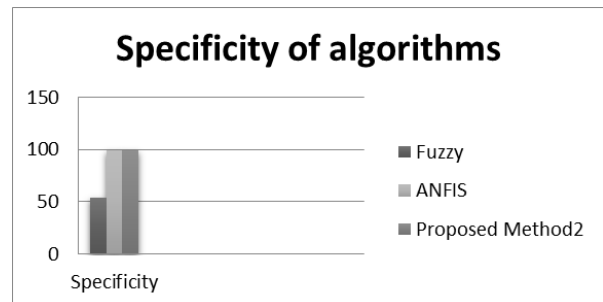 Specificity of algorithms
150
100
50
0
Specificity
Fuzzy
ANFIS
Proposed Method2